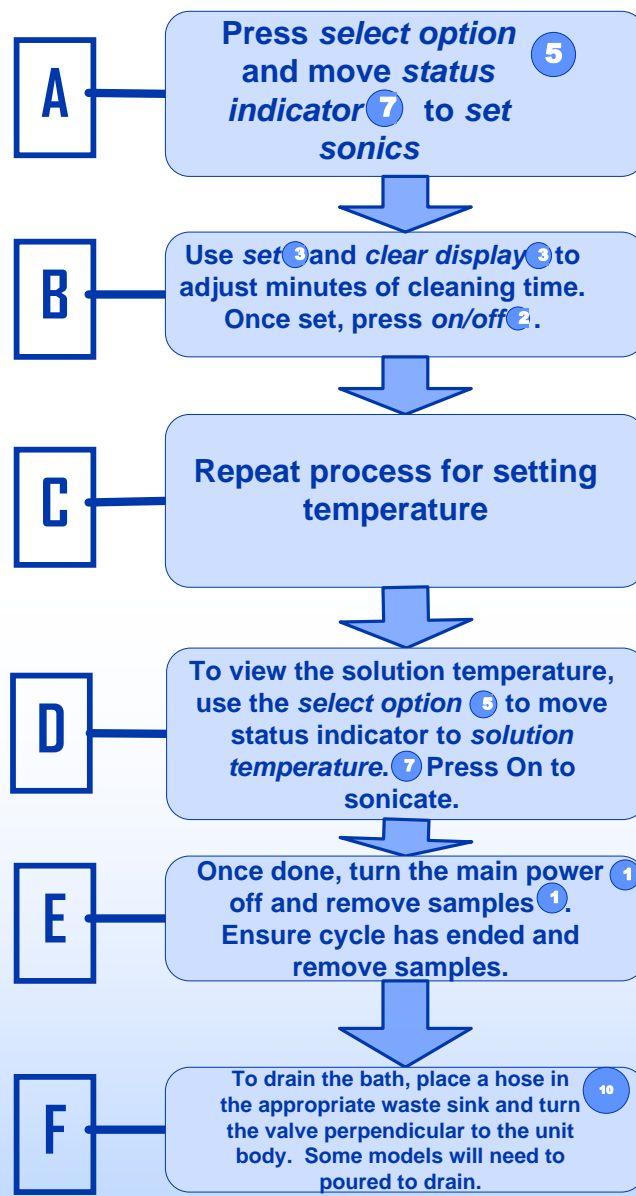 A
Press select option 5
and move status
indicator 7 to set
sonics
B
Use set 3 and clear display 3 to
adjust minutes of cleaning time.
Once set, press on/off 2.
C
Repeat process for setting
temperature
D
To view the solution temperature,
use the select option 5 to move
status indicator to solution
temperature. 7 Press On to
sonicate.
E
Once done, turn the main power 1
off and remove samples 1.
Ensure cycle has ended and
remove samples.
F
To drain the bath, place a hose in 10
the appropriate waste sink and turn
the valve perpendicular to the unit
body. Some models will need to
poured to drain.